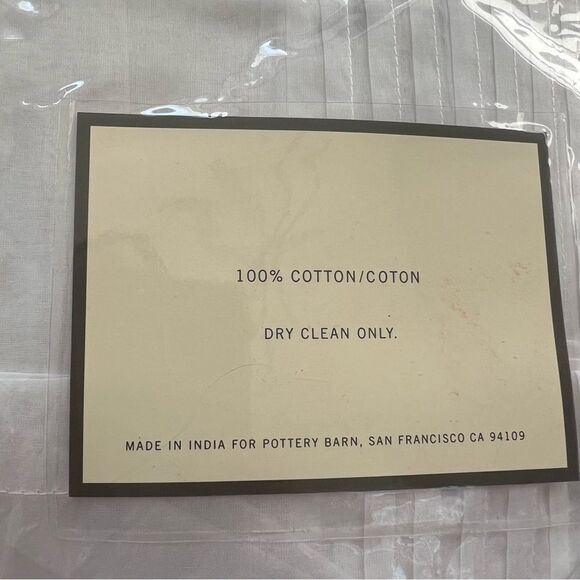 100% COTTON/COTON
DRY CLEAN ONLY.
MADE IN INDIA FOR POTTERY BARN, SAN FRANCISCO CA 94109